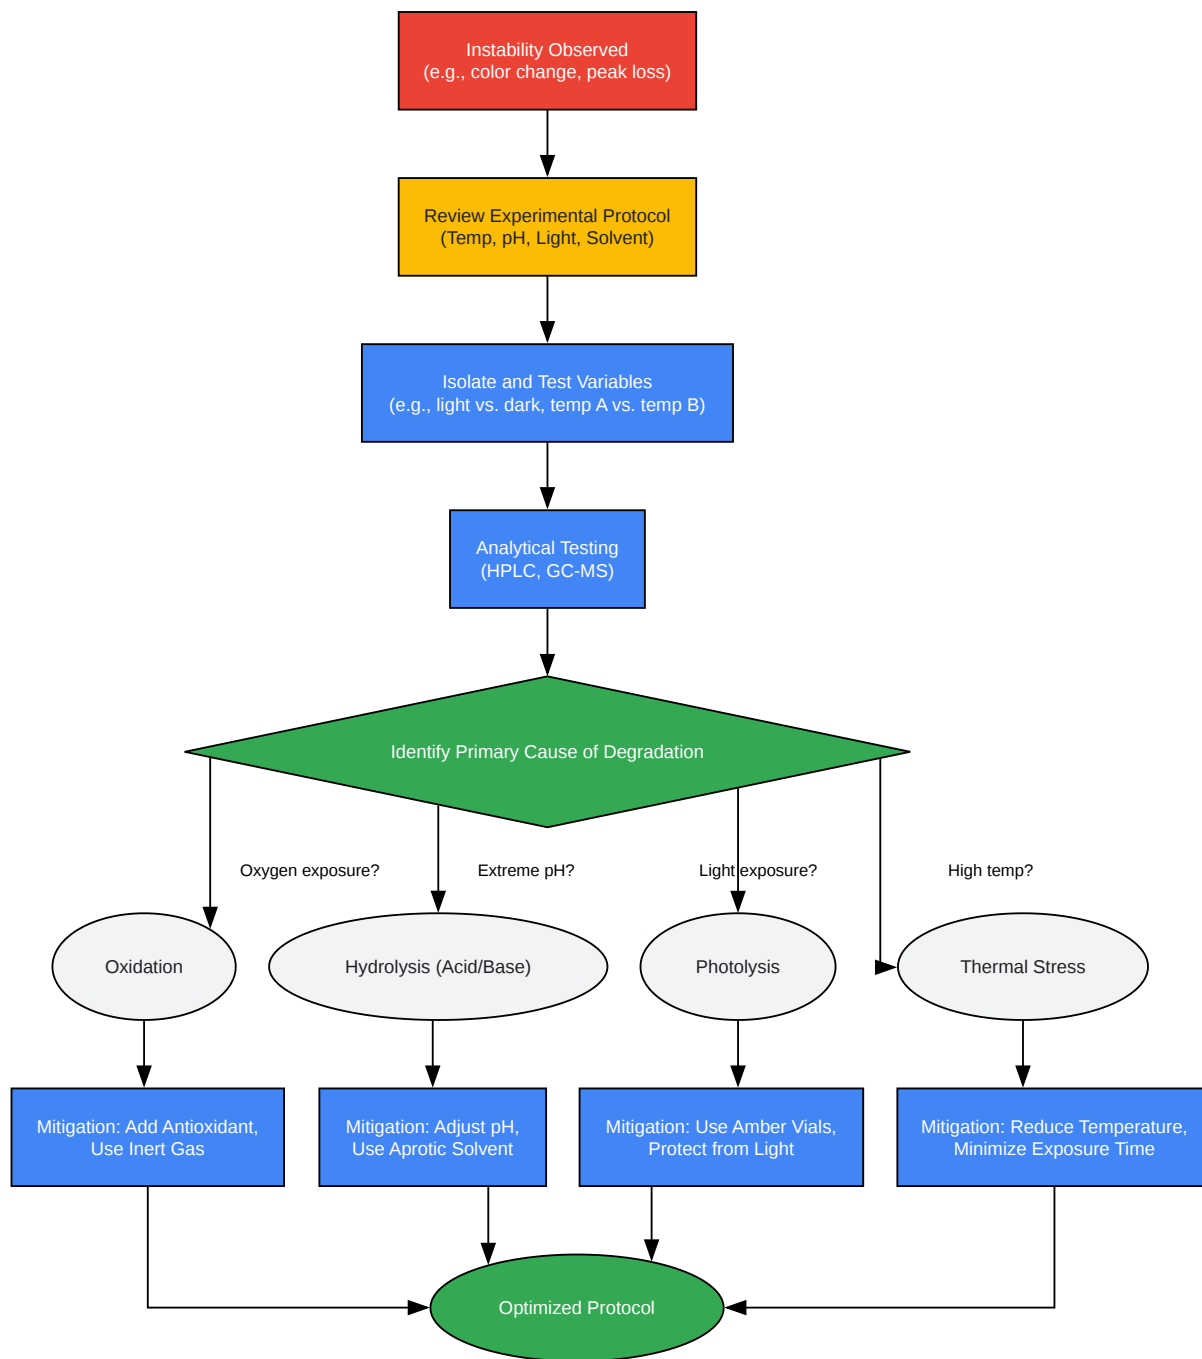 Instability Observed
(e.g., color change, peak loss)
Review Experimental Protocol
(Temp, pH, Light, Solvent)
Isolate and Test Variables
(e.g., light vs. dark, temp A vs. temp B)
Analytical Testing
(HPLC, GC-MS)
Identify Primary Cause of Degradation
Oxygen exposure?
Extreme pH?
Light exposure?
High temp?
Oxidation
Hydrolysis (Acid/Base)
Photolysis
Thermal Stress
Mitigation: Add Antioxidant,
Use Inert Gas
Mitigation: Adjust pH,
Use Aprotic Solvent
Mitigation: Use Amber Vials,
Protect from Light
Mitigation: Reduce Temperature,
Minimize Exposure Time
Optimized Protocol